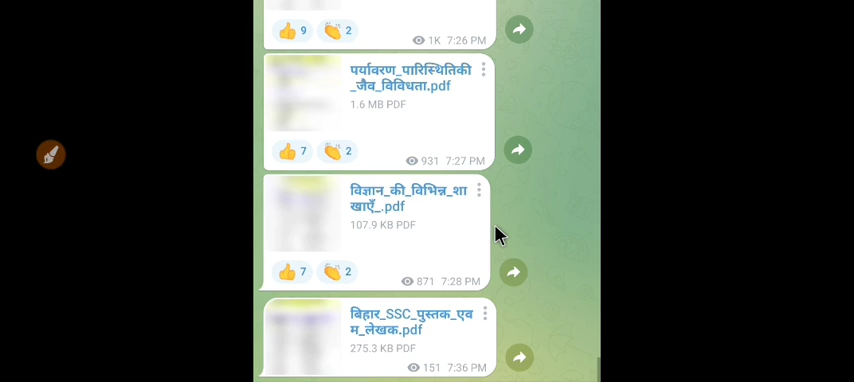 9 2
1K 7:26 PM
पर्यावरण_पारिस्थितिकी
_जैव_विविधता.pdf
1.6 MB PDF
7 2
931 7:27 PM
विज्ञान_की_विभिन्न_शा
खाएँ_.pdf
107.9 KB PDF
7 2
871 7:28 PM
बिहार_SSC_पुस्तक_एव
म_लेखक.pdf
275.3 KB PDF
151 7:36 PM